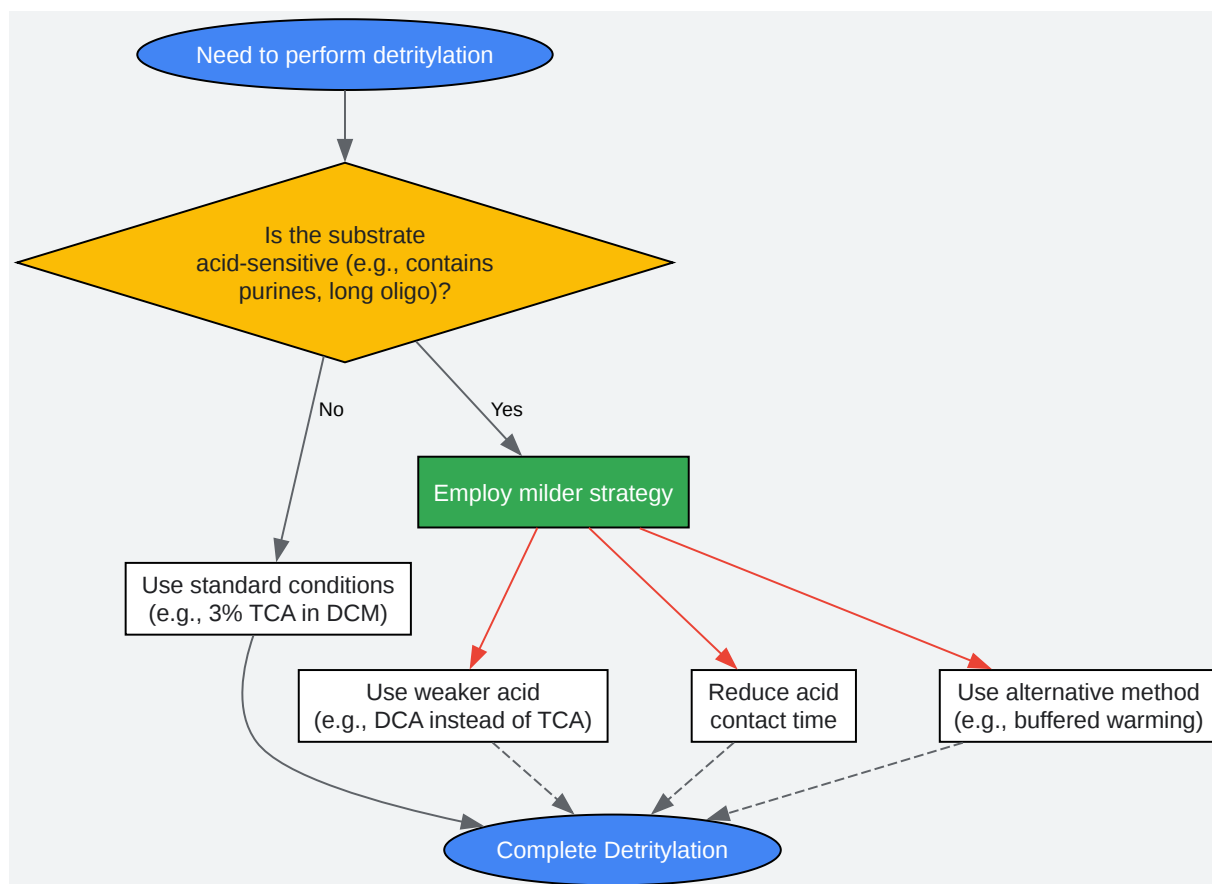 Need to perform detritylation
Is the substrate
acid-sensitive (e.g., contains
purines, long oligo)?
No
Yes
Employ milder strategy
Use standard conditions
(e.g., 3% TCA in DCM)
Use weaker acid
(e.g., DCA instead of TCA)
Reduce acid
contact time
Use alternative method
(e.g., buffered warming)
Complete Detritylation